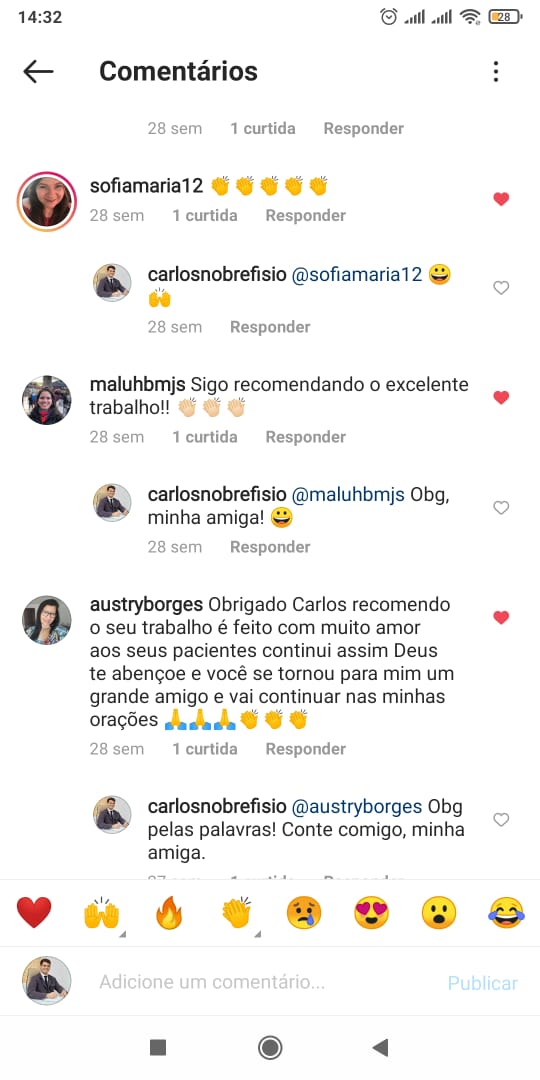 14:32
28
Comentários
28 sem 1 curtida Responder
sofiamaria12 👏👏👏👏👏
28 sem 1 curtida Responder
carlosnobrefisio @sofiamaria12 😀
🙌
28 sem Responder
maluhbmjs Sigo recomendando o excelente
trabalho!! 👏🏻👏🏻👏🏻
28 sem 1 curtida Responder
carlosnobrefisio @maluhbmjs Obg,
minha amiga! 😀
28 sem Responder
austryborges Obrigado Carlos recomendo
o seu trabalho é feito com muito amor
aos seus pacientes continui assim Deus
te abençoe e você se tornou para mim um
grande amigo e vai continuar nas minhas
orações 🙏🙏🙏👏👏👏
28 sem 1 curtida Responder
carlosnobrefisio @austryborges Obg
pelas palavras! Conte comigo, minha
amiga.
Adicione um comentário... Publicar